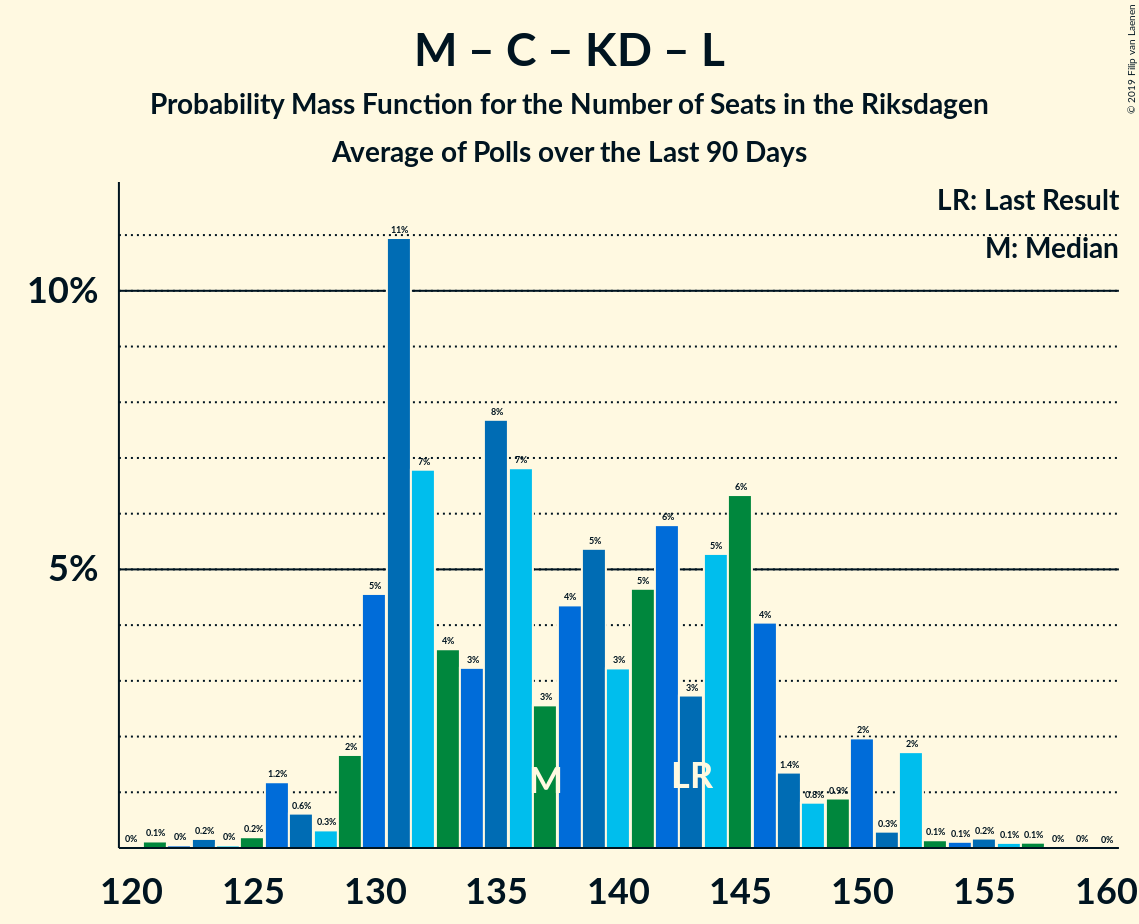 M – C – KD – L
Probability Mass Function for the Number of Seats in the Riksdagen
Average of Polls over the Last 90 Days
© 2019 Filip van Laenen
LR: Last Result
M: Median
10%
5%
0% 0.1% 0% 0.2% 0% 0.2% 1.2% 0.6% 0.3% 2% 5% 11% 7% 4% 3% 8% 7% 3% 4% 5% 3% 5% 6% 3% 5% 6% 4% 1.4% 0.8% 0.9% 2% 0.3% 2% 0.1% 0.1% 0.2% 0.1% 0.1% 0% 0% 0%
M LR
120 125 130 135 140 145 150 155 160